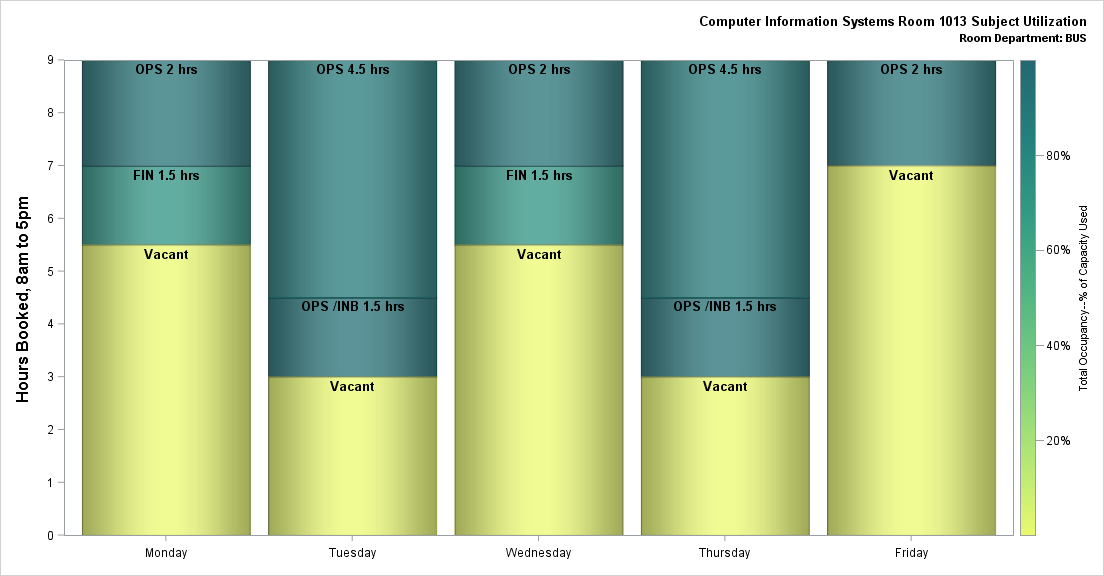 Computer Information Systems Room 1013 Subject Utilization
Room Department: BUS
Hours Booked, 8am to 5pm
9
8
7
6
5
4
3
2
1
0
OPS 2 hrs
FIN 1.5 hrs
Vacant
OPS 4.5 hrs
OPS /INB 1.5 hrs
Vacant
OPS 2 hrs
FIN 1.5 hrs
Vacant
OPS 4.5 hrs
OPS /INB 1.5 hrs
Vacant
OPS 2 hrs
Vacant
Monday
Tuesday
Wednesday
Thursday
Friday
80%
60%
40%
20%
Total Occupancy--% of Capacity Used